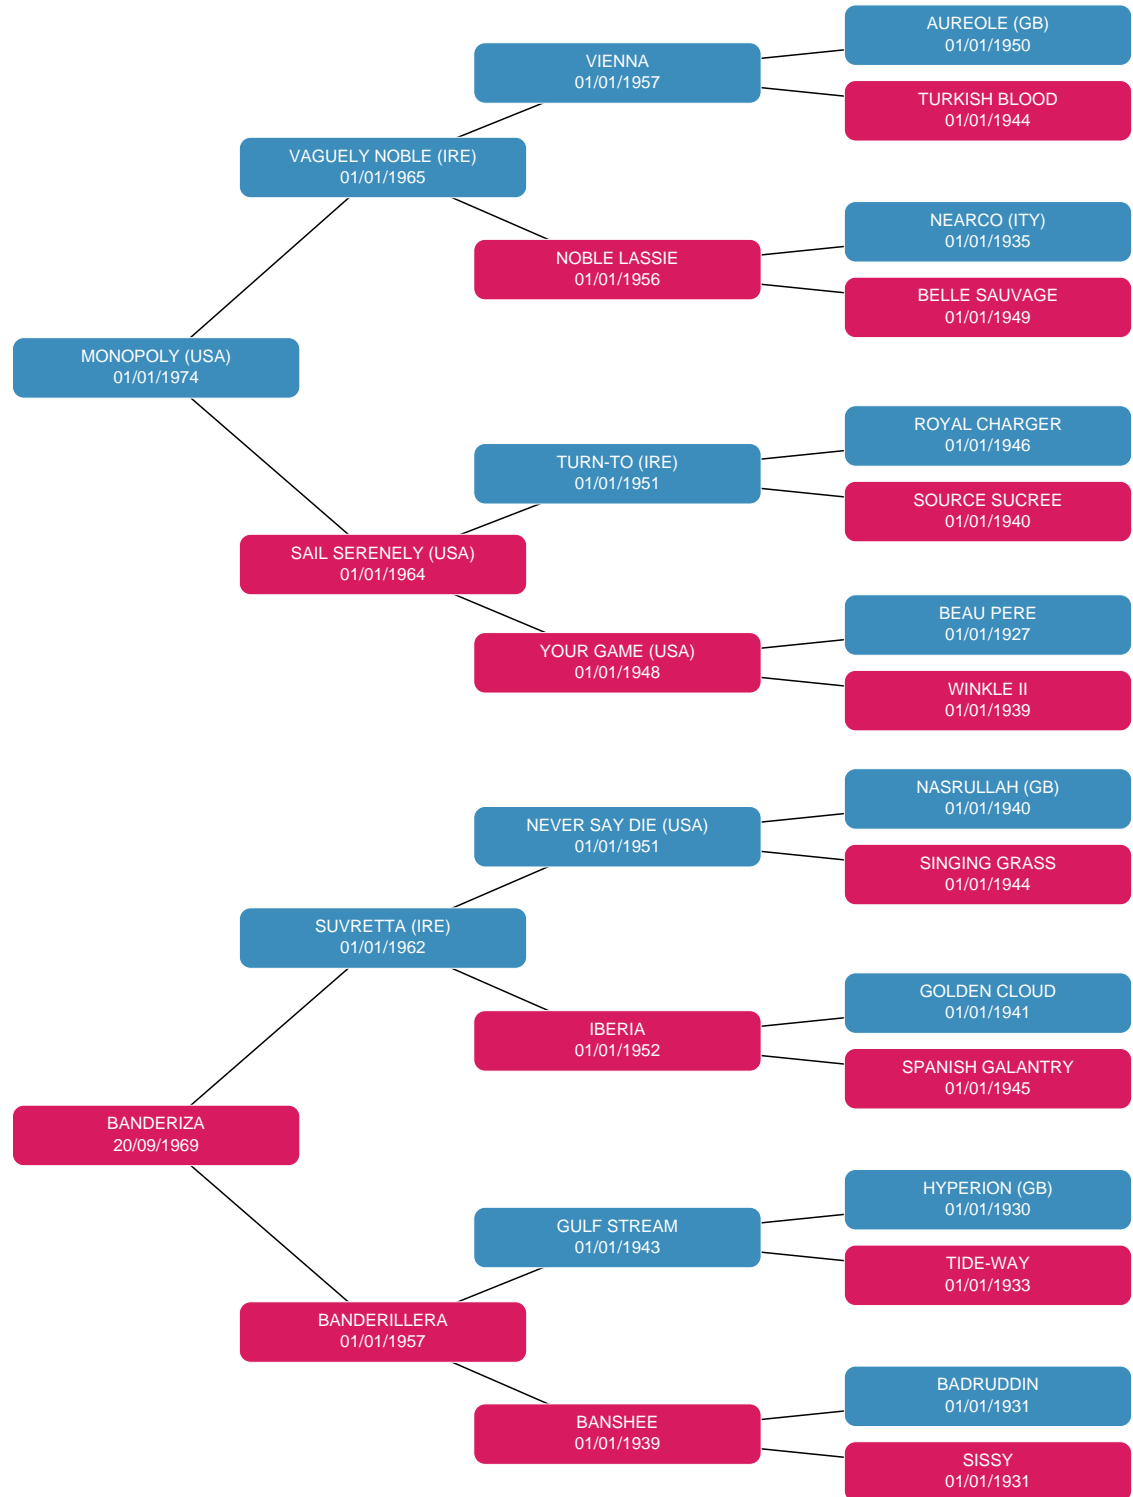 AUREOLE (GB)
01/01/1950
VIENNA
01/01/1957
TURKISH BLOOD
01/01/1944
VAGUELY NOBLE (IRE)
01/01/1965
NEARCO (ITY)
01/01/1935
NOBLE LASSIE
01/01/1956
BELLE SAUVAGE
01/01/1949
MONOPOLY (USA)
01/01/1974
ROYAL CHARGER
01/01/1946
TURN-TO (IRE)
01/01/1951
SOURCE SUCREE
01/01/1940
SAIL SERENELY (USA)
01/01/1964
BEAU PERE
01/01/1927
YOUR GAME (USA)
01/01/1948
WINKLE II
01/01/1939
NASRULLAH (GB)
01/01/1940
NEVER SAY DIE (USA)
01/01/1951
SINGING GRASS
01/01/1944
SUVRETTA (IRE)
01/01/1962
GOLDEN CLOUD
01/01/1941
IBERIA
01/01/1952
SPANISH GALANTRY
01/01/1945
BANDERIZA
20/09/1969
HYPERION (GB)
01/01/1930
GULF STREAM
01/01/1943
TIDE-WAY
01/01/1933
BANDERILLERA
01/01/1957
BADRUDDIN
01/01/1931
BANSHEE
01/01/1939
SISSY
01/01/1931